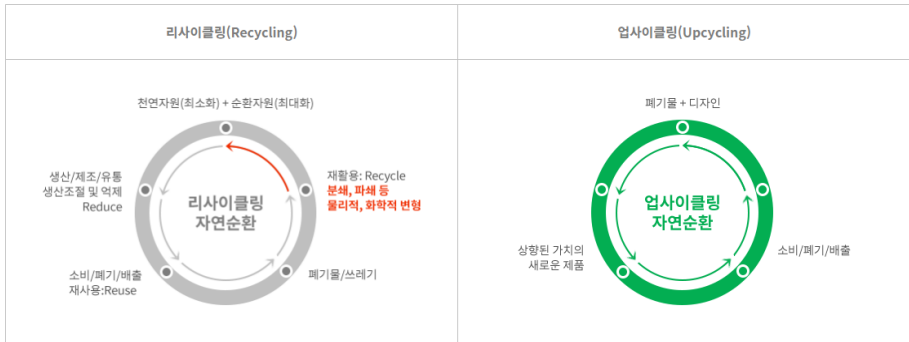 리사이클링(Recycling)
업사이클링(Upcycling)
천연자원(최소화) + 순환자원(최대화)
생산/제조/유통
생산조절 및 억제
Reduce
리사이클링
자연순환
재활용: Recycle
분쇄, 파쇄 등
물리적, 화학적 변형
소비/폐기/배출
재사용:Reuse
폐기물/쓰레기
폐기물 + 디자인
업사이클링
자연순환
상향된 가치의
새로운 제품
소비/폐기/배출